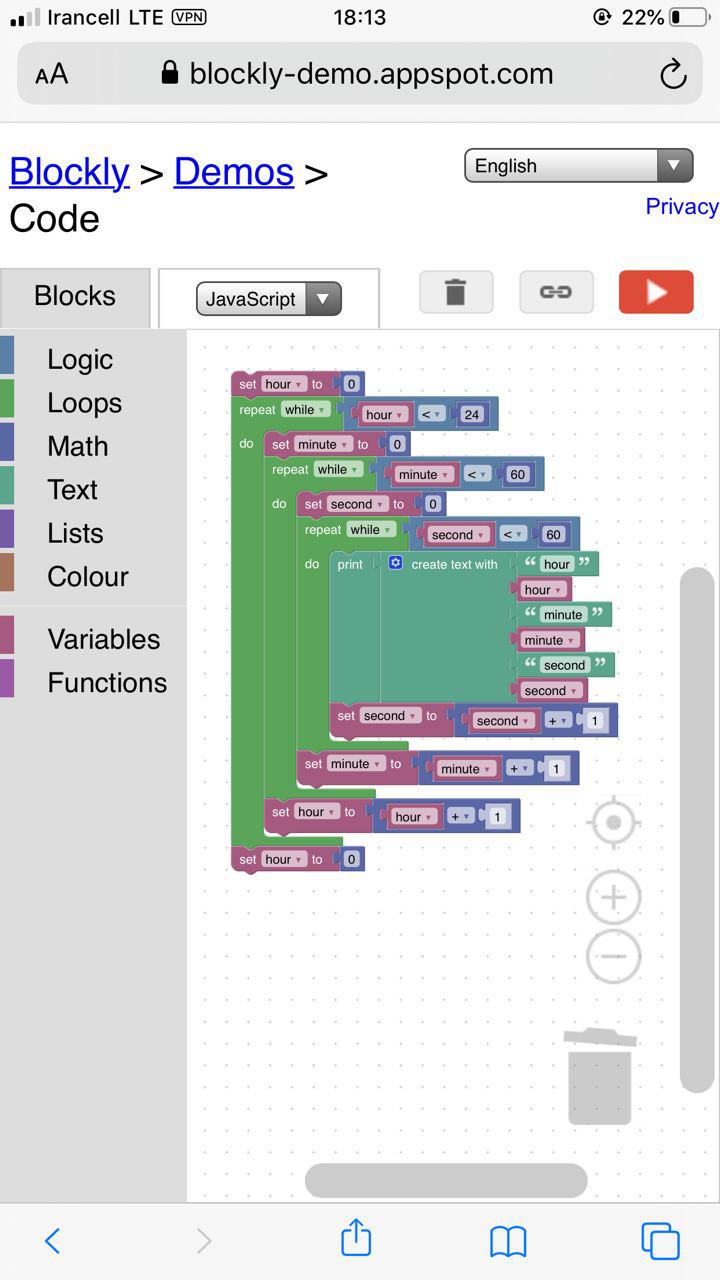 Irancell LTE VPN 18:13 22%
AA blockly-demo.appspot.com
Blockly > Demos > English
Privacy
Code
Blocks JavaScript
Logic
Loops
Math
Text
Lists
Colour
Variables
Functions
set hour to 0
repeat while hour < 24
do set minute to 0
repeat while minute < 60
do set second to 0
repeat while second < 60
do print create text with “ hour ”
hour
“ minute ”
minute
“ second ”
second
set second to second + 1
set minute to minute + 1
set hour to hour + 1
set hour to 0